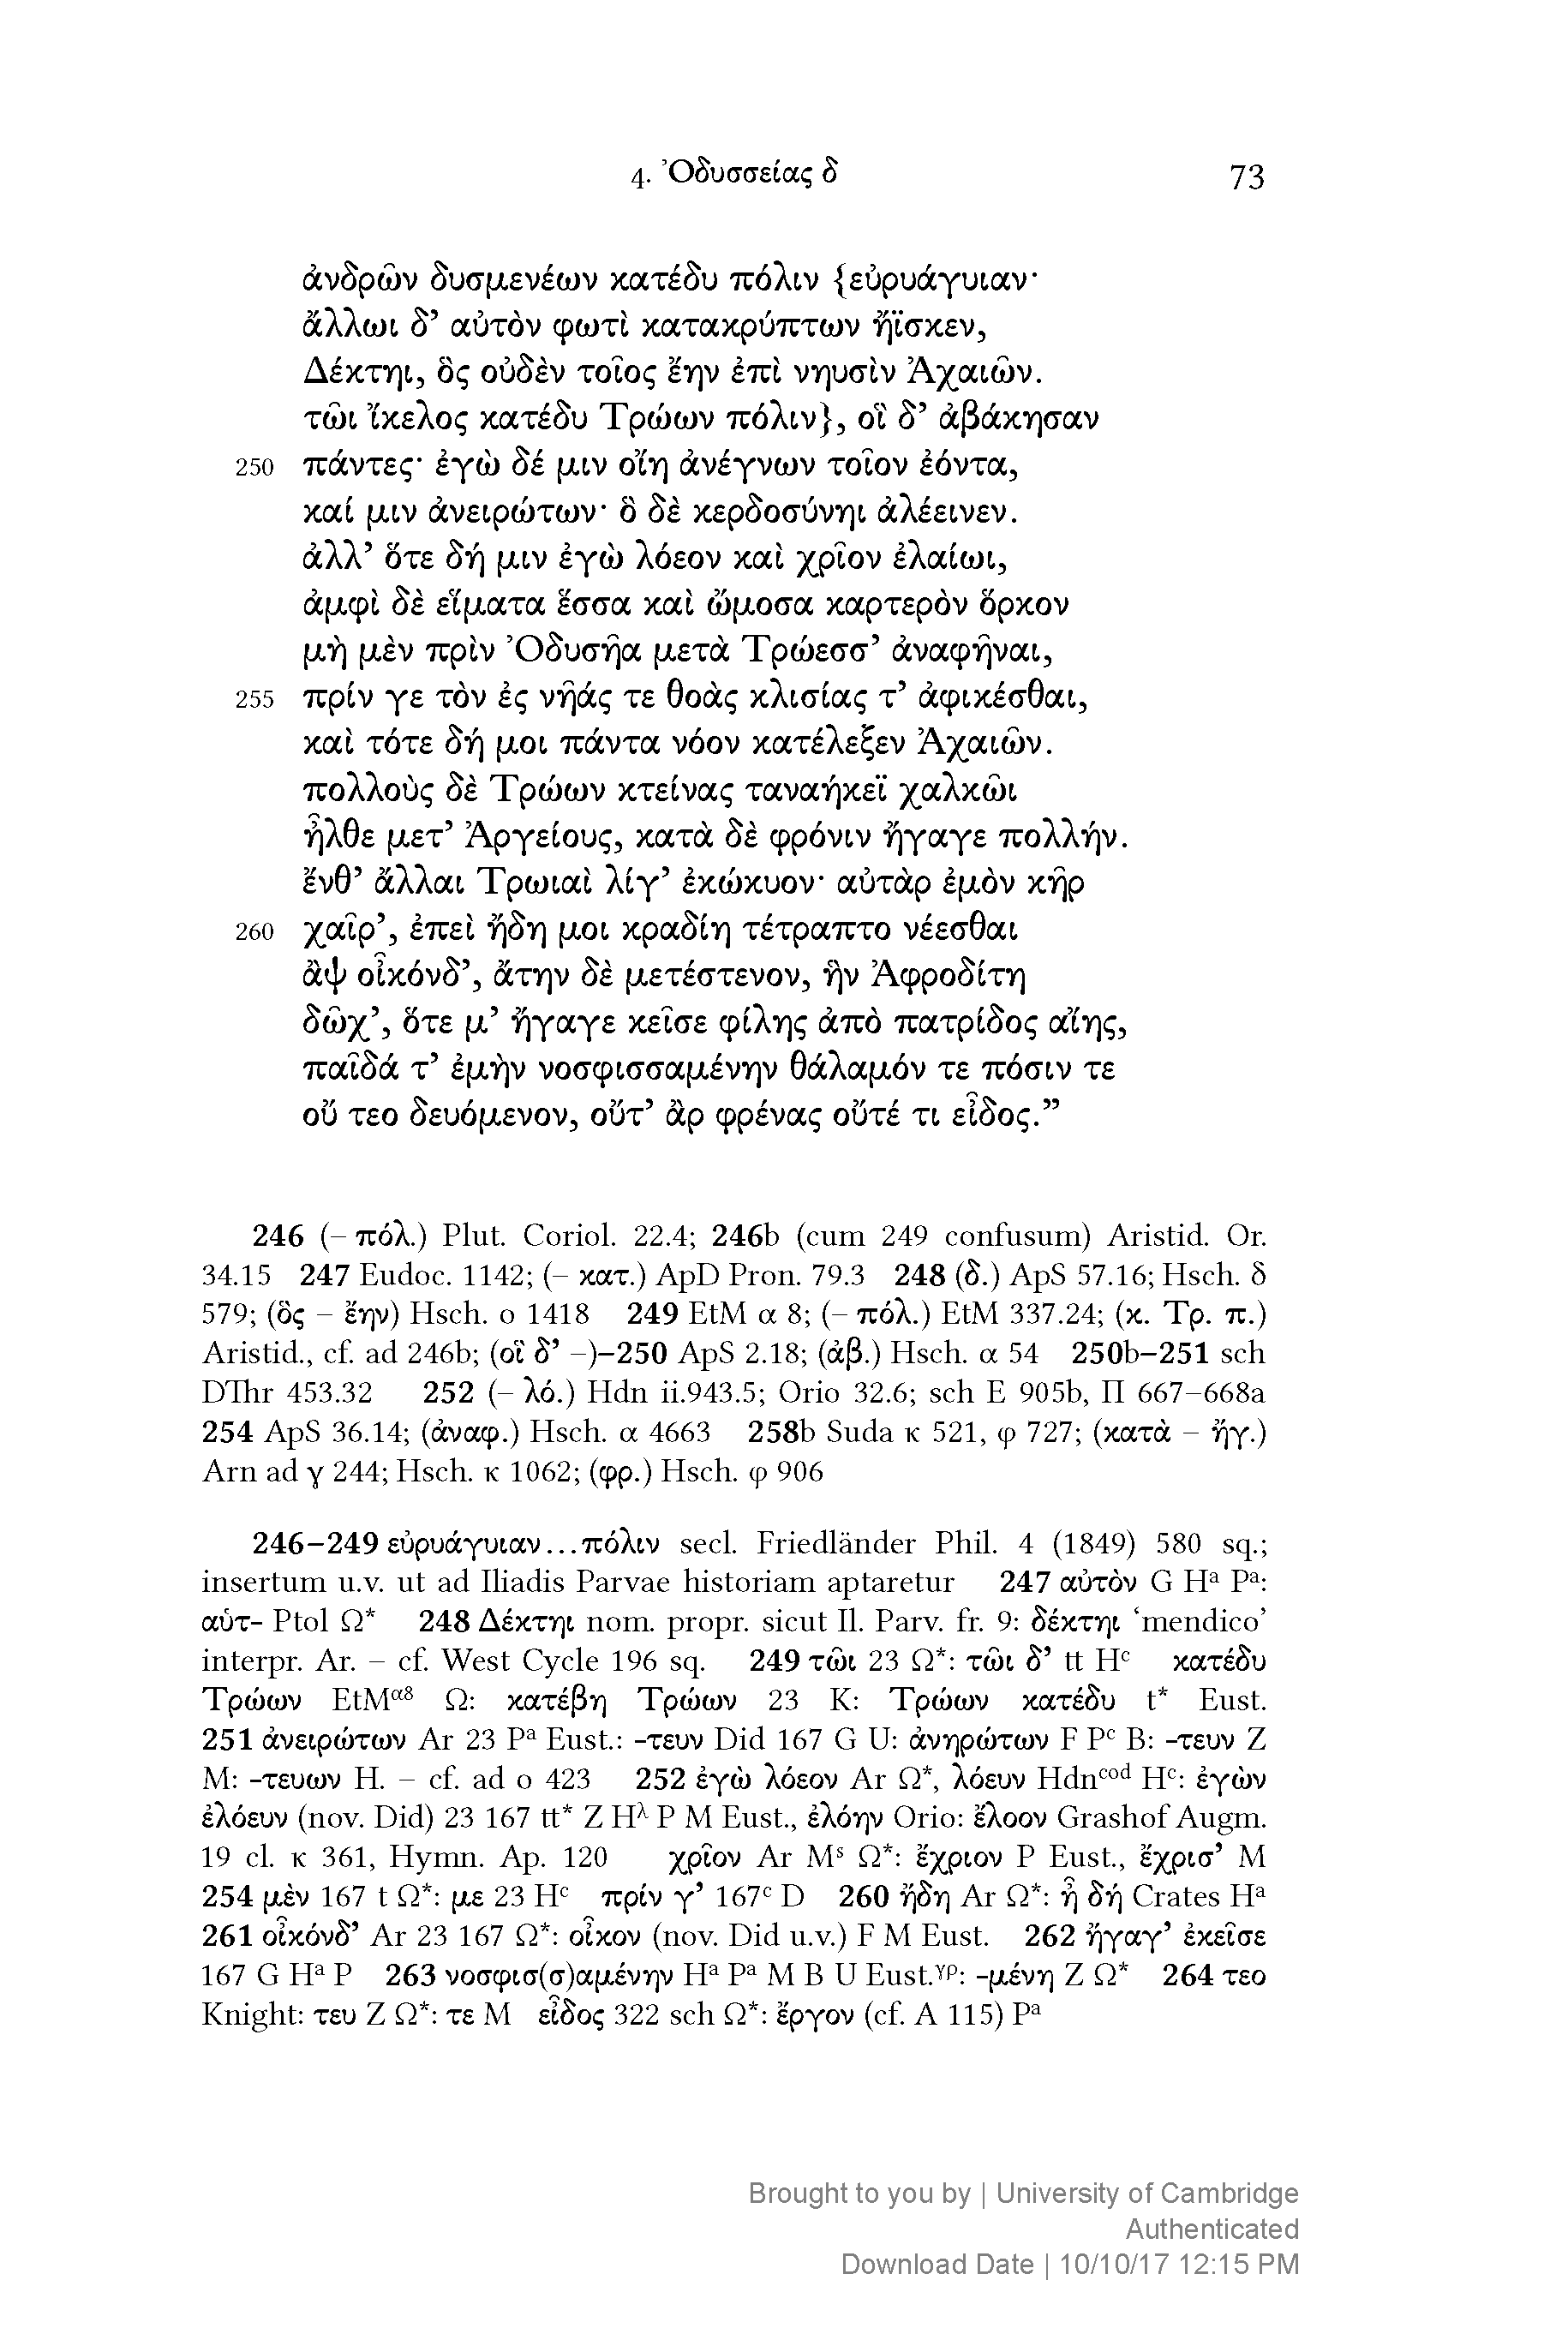 4. Ὀδυσσείας δ 73
ἀνδρῶν δυσμενέων κατέδυ πόλιν {εὐρυάγυιαν·
ἄλλωι δ’ αὐτὸν φωτὶ κατακρύπτων ἤϊσκεν,
Δέκτηι, ὃς οὐδὲν τοῖος ἔην ἐπὶ νηυσὶν Ἀχαιῶν.
τῶι ἴκελος κατέδυ Τρώων πόλιν}, οἳ δ’ ἀβάκησαν
250 πάντες· ἐγὼ δέ μιν οἴη ἀνέγνων τοῖον ἐόντα,
καί μιν ἀνειρώτων· ὃ δὲ κερδοσύνηι ἀλέεινεν.
ἀλλ’ ὅτε δή μιν ἐγὼ λόεον καὶ χρῖον ἐλαίωι,
ἀμφὶ δὲ εἵματα ἕσσα καὶ ὤμοσα καρτερὸν ὅρκον
μὴ μὲν πρὶν Ὀδυσῆα μετὰ Τρώεσσ’ ἀναφῆναι,
255 πρίν γε τὸν ἐς νῆάς τε θοὰς κλισίας τ’ ἀφικέσθαι,
καὶ τότε δή μοι πάντα νόον κατέλεξεν Ἀχαιῶν.
πολλοὺς δὲ Τρώων κτείνας ταναήκεϊ χαλκῶι
ἦλθε μετ’ Ἀργείους, κατὰ δὲ φρόνιν ἤγαγε πολλήν.
ἔνθ’ ἄλλαι Τρωιαὶ λίγ’ ἐκώκυον· αὐτὰρ ἐμὸν κῆρ
260 χαῖρ’, ἐπεὶ ἤδη μοι κραδίη τέτραπτο νέεσθαι
ἂψ οἶκόνδ’, ἄτην δὲ μετέστενον, ἣν Ἀφροδίτη
δῶχ’, ὅτε μ’ ἤγαγε κεῖσε φίλης ἀπὸ πατρίδος αἴης,
παῖδά τ’ ἐμὴν νοσφισσαμένην θάλαμόν τε πόσιν τε
οὔ τεο δευόμενον, οὔτ’ ἂρ φρένας οὔτέ τι εἶδος.”
246 (– πόλ.) Plut. Coriol. 22.4; 246b (cum 249 confusum) Aristid. Or.
34.15 247 Eudoc. 1142; (– κατ.) ApD Pron. 79.3 248 (δ.) ApS 57.16; Hsch. δ
579; (ὃς – ἔην) Hsch. ο 1418 249 EtM α 8; (– πόλ.) EtM 337.24; (κ. Τρ. π.)
Aristid., cf. ad 246b; (οἳ δ’ –)–250 ApS 2.18; (ἀβ.) Hsch. α 54 250b–251 sch
DThr 453.32 252 (– λό.) Hdn ii.943.5; Orio 32.6; sch E 905b, Π 667–668a
254 ApS 36.14; (ἀναφ.) Hsch. α 4663 258b Suda κ 521, φ 727; (κατὰ – ἤγ.)
Arn ad γ 244; Hsch. κ 1062; (φρ.) Hsch. φ 906
246–249 εὐρυάγυιαν…πόλιν secl. Friedländer Phil. 4 (1849) 580 sq.;
insertum u.v. ut ad Iliadis Parvae historiam aptaretur 247 αὐτὸν G Hᵃ Pᵃ:
αὑτ- Ptol Ω* 248 Δέκτηι nom. propr. sicut Il. Parv. fr. 9: δέκτηι ‘mendico’
interpr. Ar. – cf. West Cycle 196 sq. 249 τῶι 23 Ω*: τῶι δ’ tt Hᶜ κατέδυ
Τρώων EtMᵅ⁸ Ω: κατέβη Τρώων 23 K: Τρώων κατέδυ t* Eust.
251 ἀνειρώτων Ar 23 Pᵃ Eust.: -τευν Did 167 G U: ἀνηρώτων F Pᶜ B: -τευν Z
M: -τευων H. – cf. ad ο 423 252 ἐγὼ λόεον Ar Ω*, λόευν Hdnᶜᵒᵈ Hᶜ: ἐγὼν
ἐλόευν (nov. Did) 23 167 tt* Z H^λ P M Eust., ἐλόην Orio: ἔλοον Grashof Augm.
19 cl. κ 361, Hymn. Ap. 120 χρῖον Ar Mˢ Ω*: ἔχριον P Eust., ἔχρισ’ M
254 μὲν 167 t Ω*: με 23 Hᶜ πρίν γ’ 167ᶜ D 260 ἤδη Ar Ω*: ἦ δή Crates Hᵃ
261 οἶκόνδ’ Ar 23 167 Ω*: οἶκον (nov. Did u.v.) F M Eust. 262 ἤγαγ’ ἐκεῖσε
167 G Hᵃ P 263 νοσφισ(σ)αμένην Hᵃ Pᵃ M B U Eust.^γρ: -μένη Z Ω* 264 τεο
Knight: τευ Z Ω*: τε M εἶδος 322 sch Ω*: ἔργον (cf. Α 115) Pᵃ
Brought to you by | University of Cambridge
Authenticated
Download Date | 10/10/17 12:15 PM